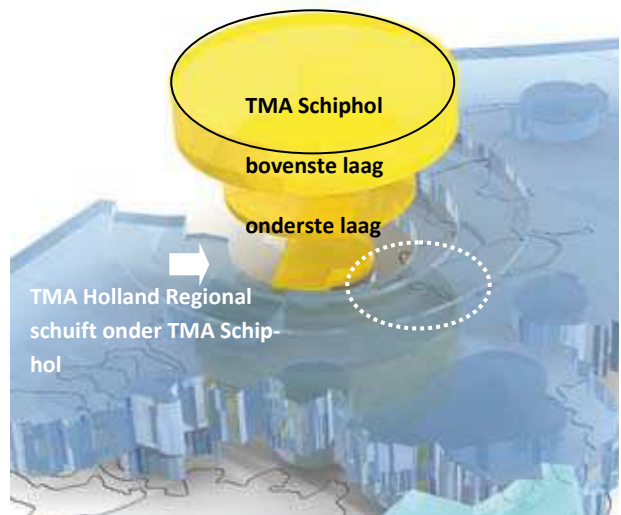 TMA Schiphol
bovenste laag
onderste laag
TMA Holland Regional
schuift onder TMA Schip-
hol